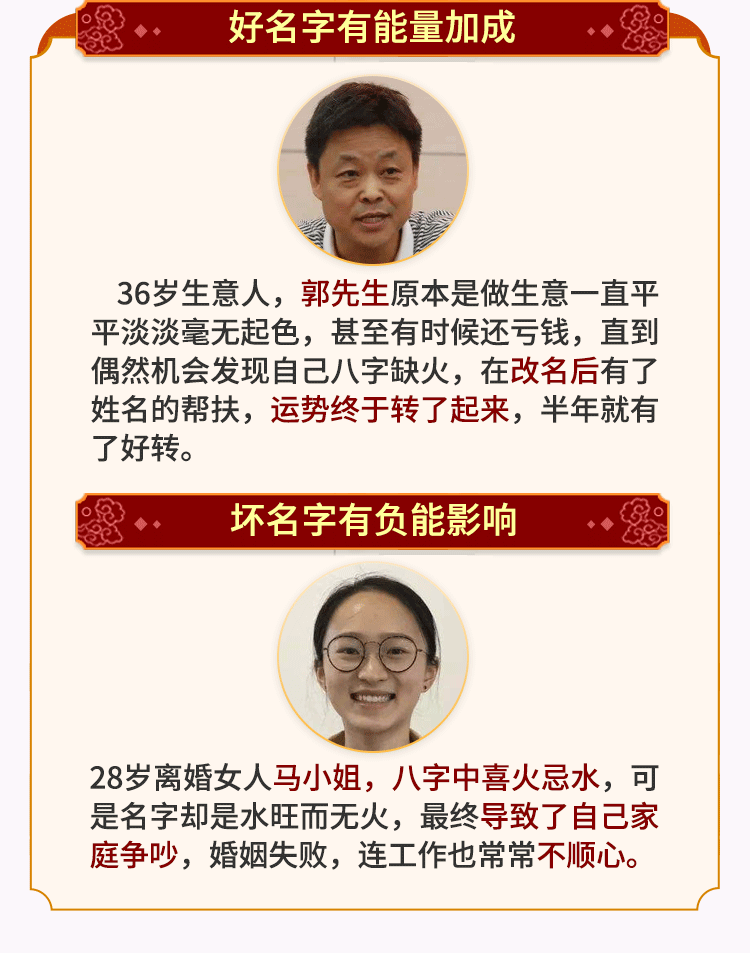 好名字有能量加成
36岁生意人，郭先生原本是做生意一直平
平淡淡毫无起色，甚至有时候还亏钱，直到
偶然机会发现自己八字缺火，在改名后有了
姓名的帮扶，运势终于转了起来，半年就有
了好转。
坏名字有负能影响
28岁离婚女人马小姐，八字中喜火忌水，可
是名字却是水旺而无火，最终导致了自己家
庭争吵，婚姻失败，连工作也常常不顺心。